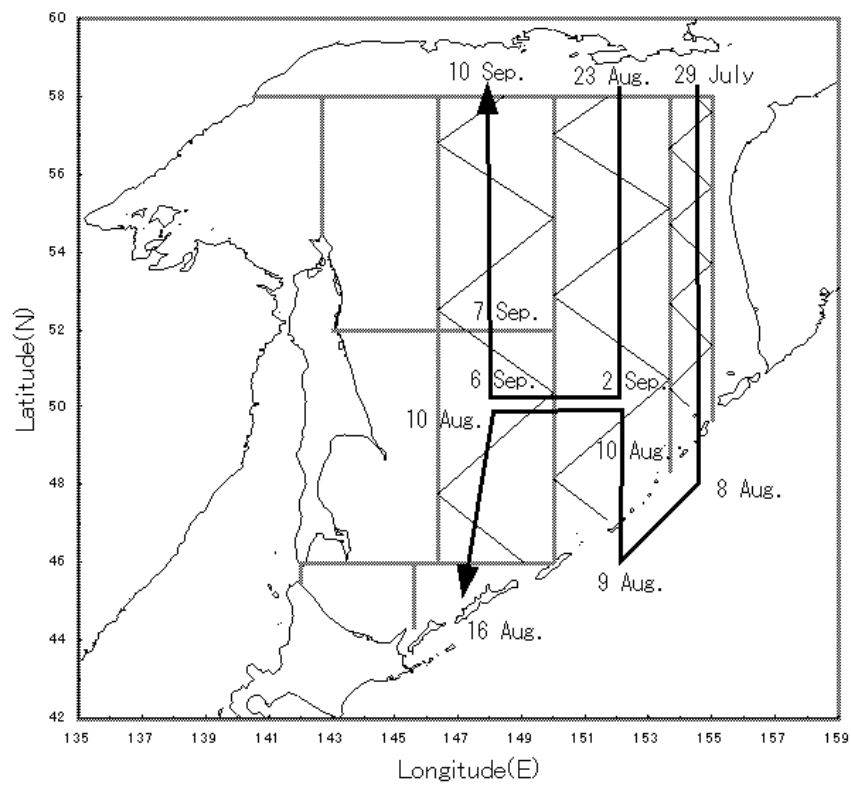 60
10 Sep.
23 Aug.
29 July
58
56
54
7 Sep.
52
6 Sep.
2 Sep.
50
10 Aug.
10 Aug.
48
8 Aug.
46
9 Aug.
16 Aug.
44
42
135 137 139 141 143 145 147 149 151 153 155 157 159
Latitude(N)
Longitude(E)